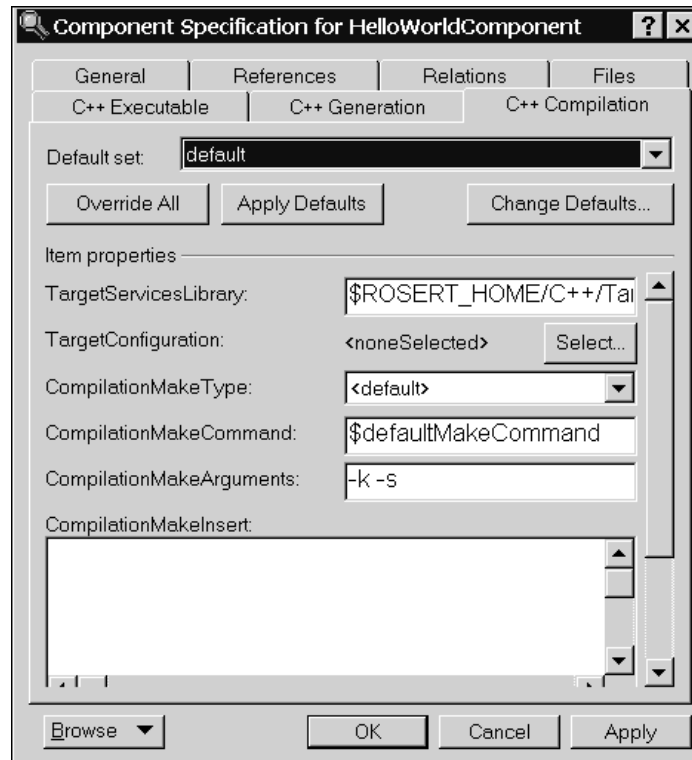 Component Specification for HelloWorldComponent
General References Relations Files
C++ Executable C++ Generation C++ Compilation
Default set: default
Override All Apply Defaults Change Defaults...
Item properties
TargetServicesLibrary: $ROSERT_HOME/C++/Tar
TargetConfiguration: <noneSelected> Select...
CompilationMakeType: <default>
CompilationMakeCommand: $defaultMakeCommand
CompilationMakeArguments: -k -s
CompilationMakeInsert:
Browse OK Cancel Apply